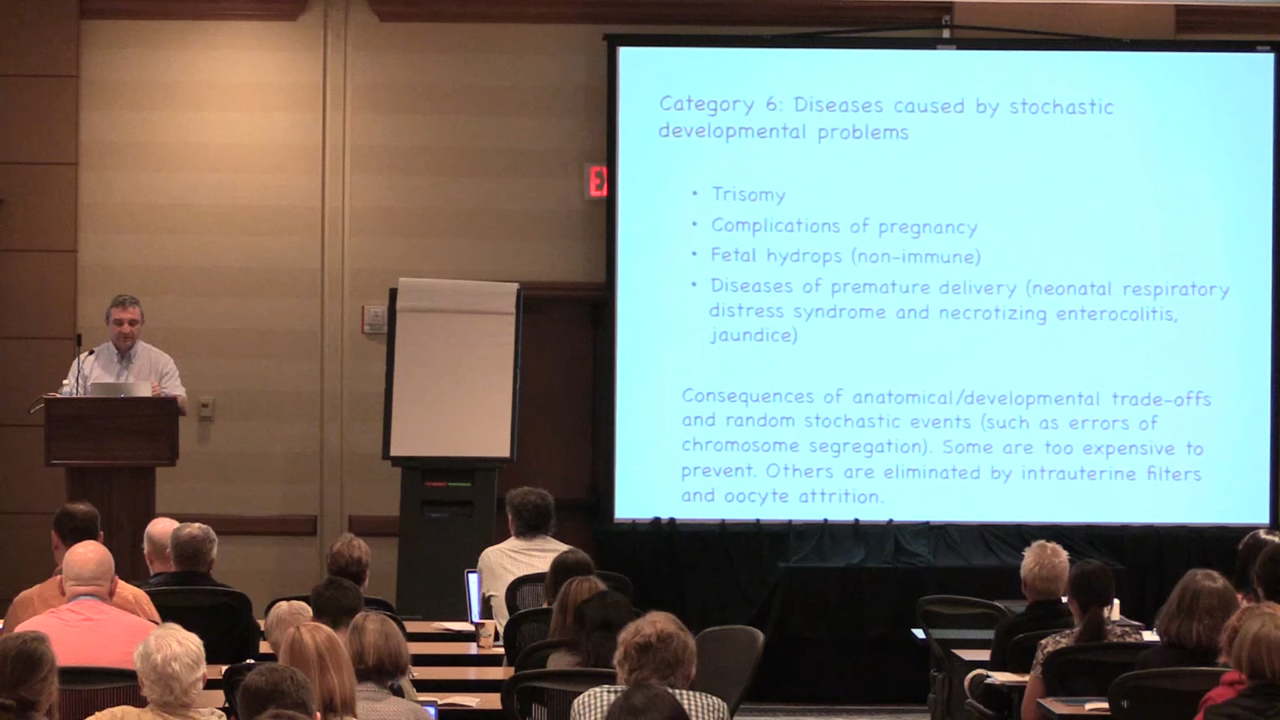 Category 6: Diseases caused by stochastic
developmental problems
• Trisomy
• Complications of pregnancy
• Fetal hydrops (non-immune)
• Diseases of premature delivery (neonatal respiratory
distress syndrome and necrotizing enterocolitis,
jaundice)
Consequences of anatomical/developmental trade-offs
and random stochastic events (such as errors of
chromosome segregation). Some are too expensive to
prevent. Others are eliminated by intrauterine filters
and oocyte attrition.